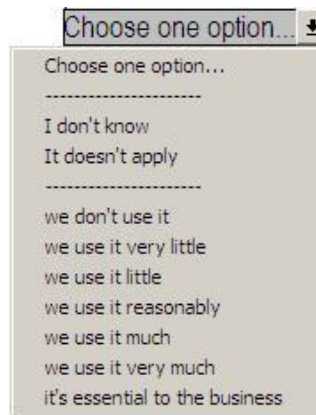 Choose one option...
Choose one option...
----------------------
I don't know
It doesn't apply
----------------------
we don't use it
we use it very little
we use it little
we use it reasonably
we use it much
we use it very much
it's essential to the business